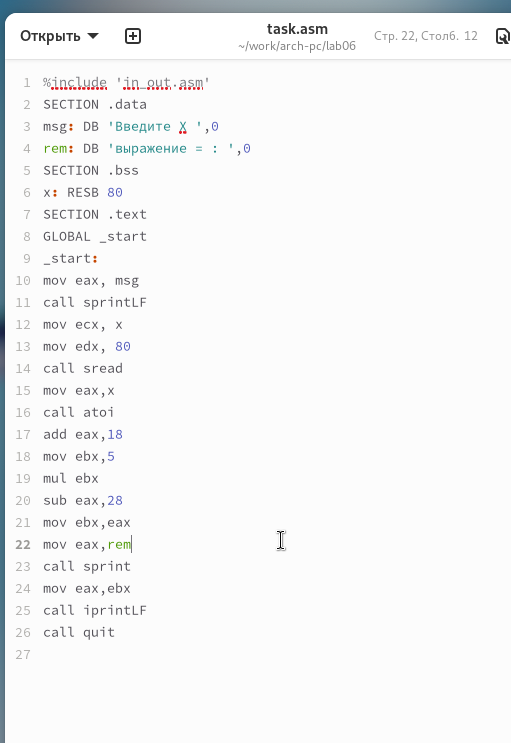 Открыть
task.asm
~/work/arch-pc/lab06
Стр. 22, Столб. 12
1 %include 'in_out.asm'
2 SECTION .data
3 msg: DB 'Введите X ',0
4 rem: DB 'выражение = : ',0
5 SECTION .bss
6 x: RESB 80
7 SECTION .text
8 GLOBAL _start
9 _start:
10 mov eax, msg
11 call sprintLF
12 mov ecx, x
13 mov edx, 80
14 call sread
15 mov eax,x
16 call atoi
17 add eax,18
18 mov ebx,5
19 mul ebx
20 sub eax,28
21 mov ebx,eax
22 mov eax,rem
23 call sprint
24 mov eax,ebx
25 call iprintLF
26 call quit
27